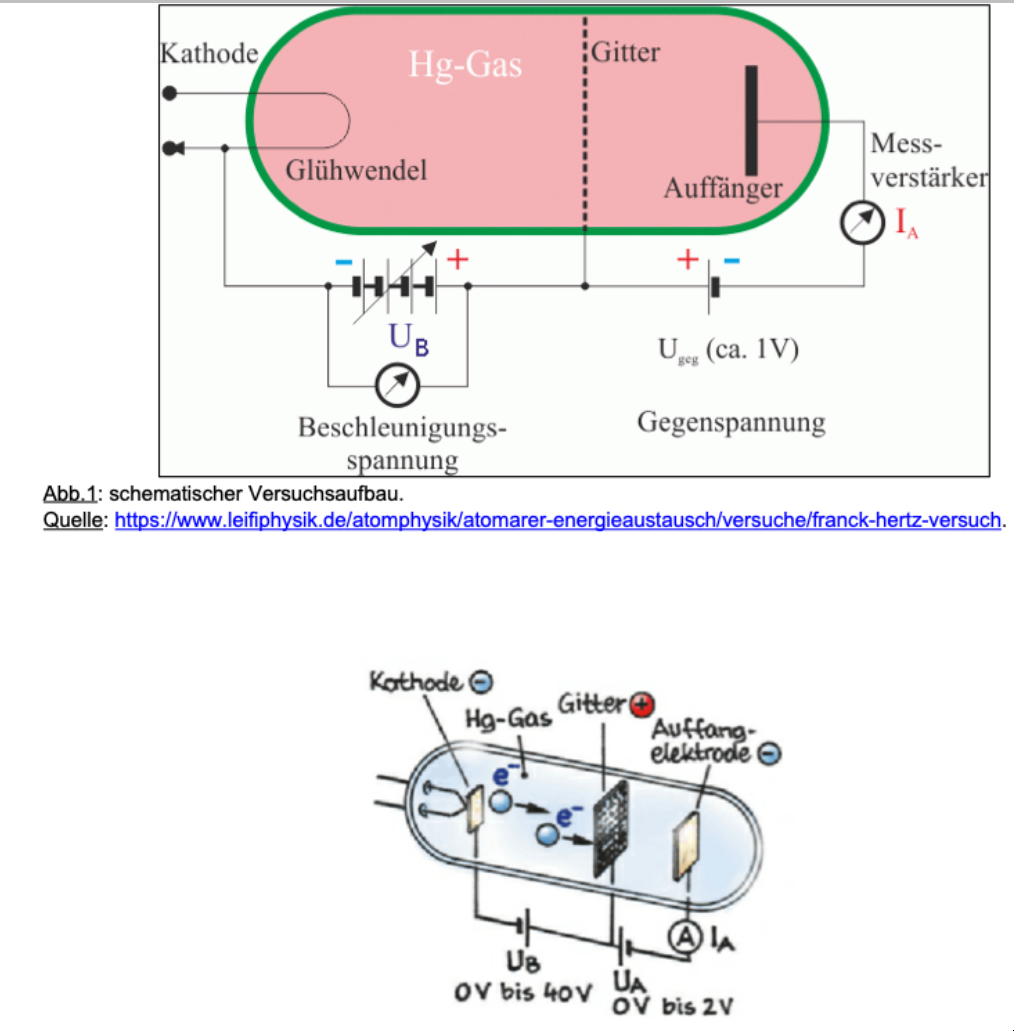 Kathode
Hg-Gas
Gitter
Glühwendel
Auffänger
Mess-
verstärker
I_A
- +
+ -
U_B
U_geg (ca. 1V)
Beschleunigungs-
spannung
Gegenspannung
Abb.1: schematischer Versuchsaufbau.
Quelle: https://www.leifiphysik.de/atomphysik/atomarer-energieaustausch/versuche/franck-hertz-versuch.
Kathode ⊖
Hg-Gas
Gitter ⊕
Auffang-
elektrode ⊖
e⁻
e⁻
A I_A
U_B
0V bis 40V
U_A
0V bis 2V